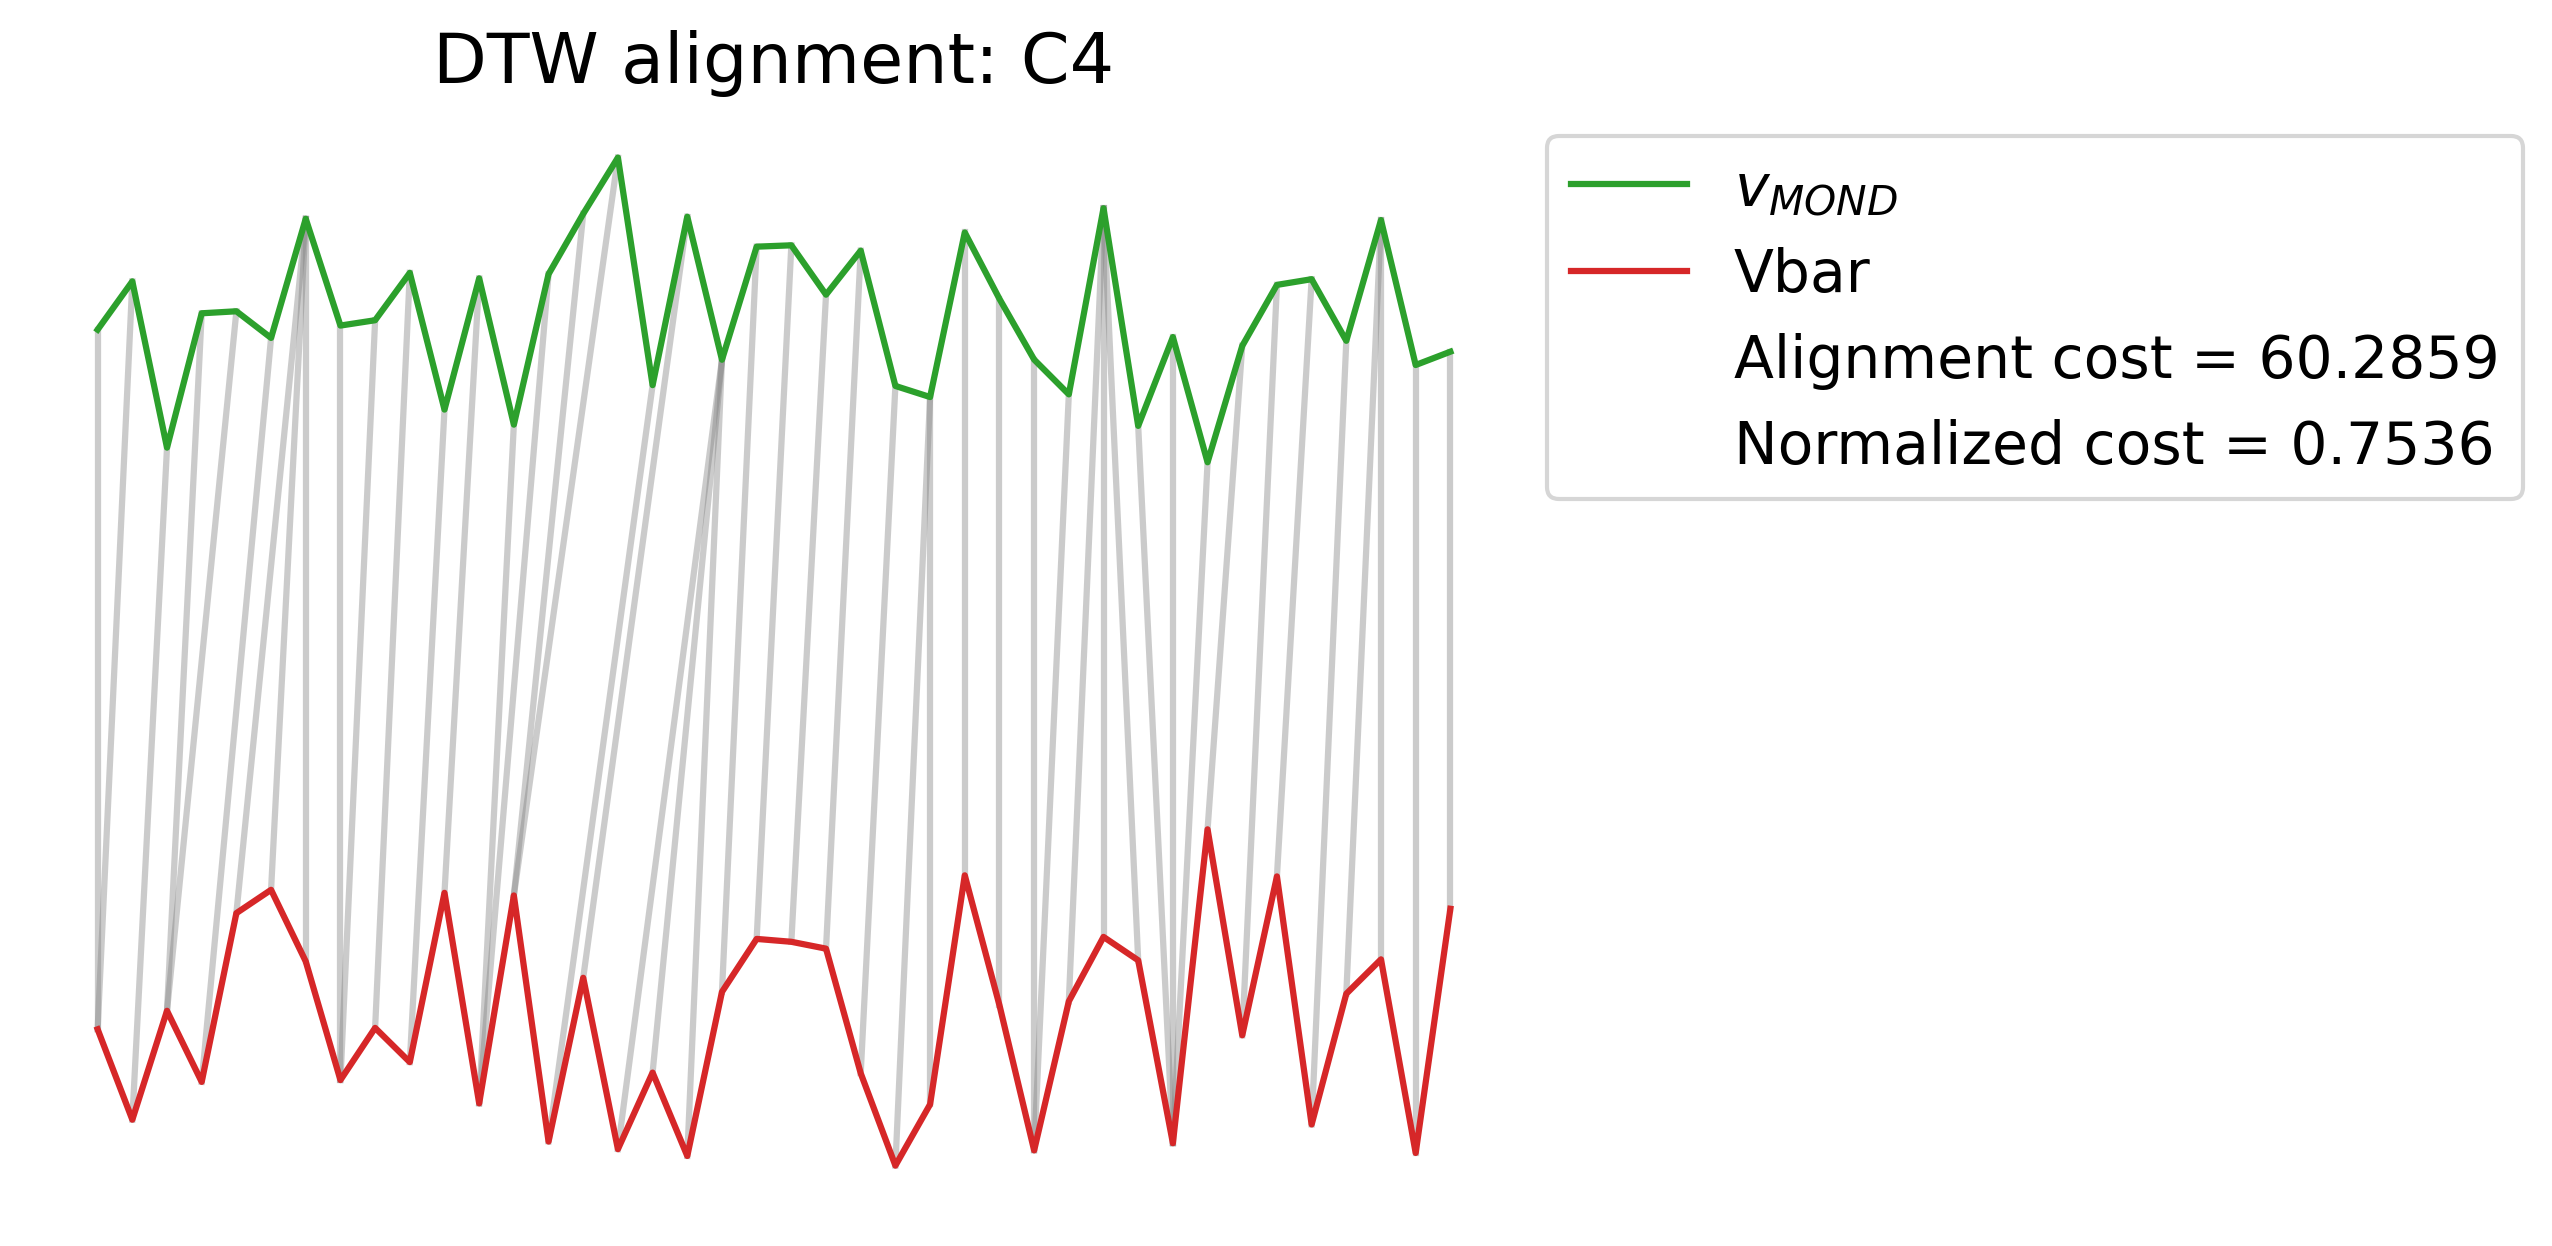 DTW alignment: C4
v_MOND
Vbar
Alignment cost = 60.2859
Normalized cost = 0.7536